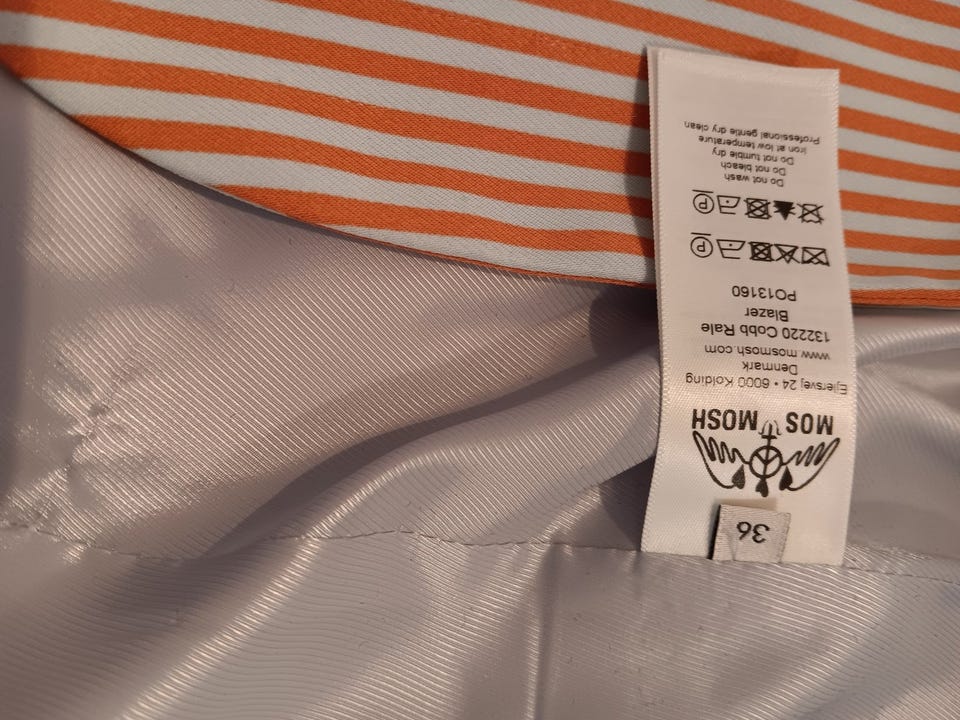 36
MOS MOSH
Ejlersvej 24 • 6000 Kolding
Denmark
www.mosmosh.com
132220 Cobb Rale
Blazer
PO13160
P
P
Do not wash
Do not bleach
Do not tumble dry
iron at low temperature
Professional gentle dry clean